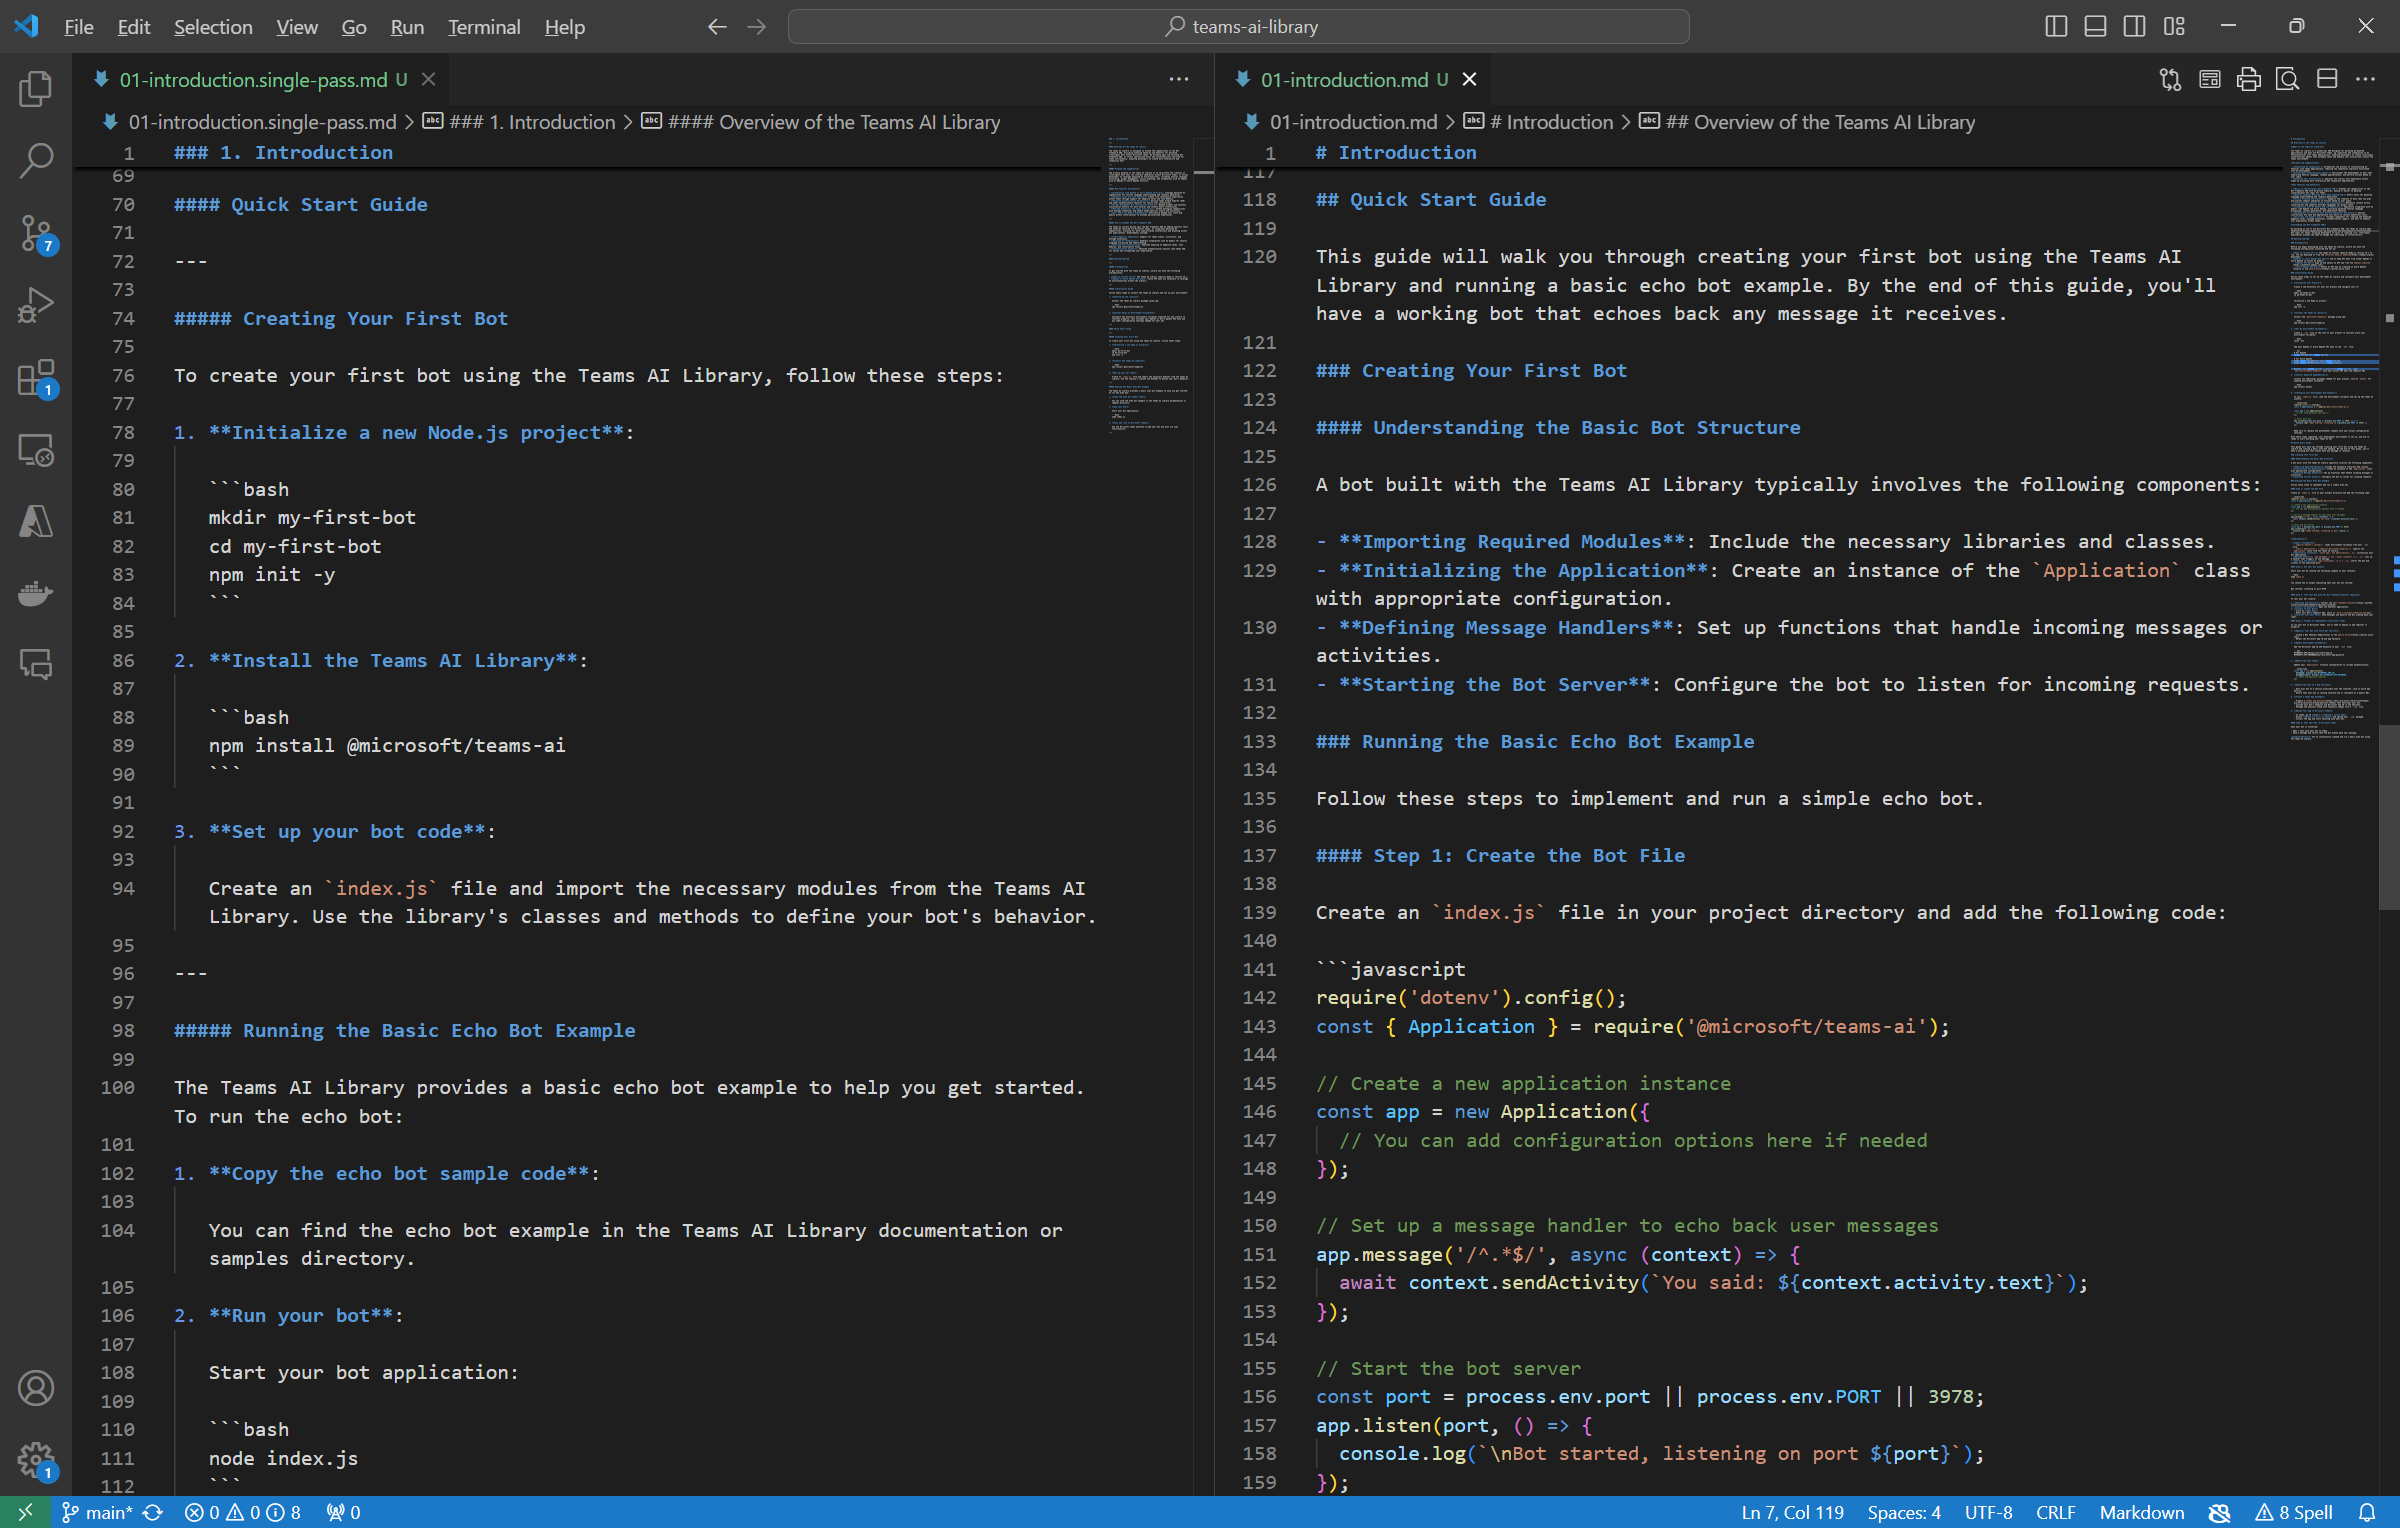 File Edit Selection View Go Run Terminal Help
teams-ai-library
01-introduction.single-pass.md U
01-introduction.single-pass.md > ### 1. Introduction > #### Overview of the Teams AI Library
1 ### 1. Introduction
69
70 #### Quick Start Guide
71
72 ---
73
74 ##### Creating Your First Bot
75
76 To create your first bot using the Teams AI Library, follow these steps:
77
78 1. **Initialize a new Node.js project**:
79
80 ```bash
81 mkdir my-first-bot
82 cd my-first-bot
83 npm init -y
84 ```
85
86 2. **Install the Teams AI Library**:
87
88 ```bash
89 npm install @microsoft/teams-ai
90 ```
91
92 3. **Set up your bot code**:
93
94 Create an `index.js` file and import the necessary modules from the Teams AI
Library. Use the library's classes and methods to define your bot's behavior.
95
96 ---
97
98 ##### Running the Basic Echo Bot Example
99
100 The Teams AI Library provides a basic echo bot example to help you get started.
To run the echo bot:
101
102 1. **Copy the echo bot sample code**:
103
104 You can find the echo bot example in the Teams AI Library documentation or
samples directory.
105
106 2. **Run your bot**:
107
108 Start your bot application:
109
110 ```bash
111 node index.js
112 ```
01-introduction.md U
01-introduction.md > # Introduction > ## Overview of the Teams AI Library
1 # Introduction
117
118 ## Quick Start Guide
119
120 This guide will walk you through creating your first bot using the Teams AI
Library and running a basic echo bot example. By the end of this guide, you'll
have a working bot that echoes back any message it receives.
121
122 ### Creating Your First Bot
123
124 #### Understanding the Basic Bot Structure
125
126 A bot built with the Teams AI Library typically involves the following components:
127
128 - **Importing Required Modules**: Include the necessary libraries and classes.
129 - **Initializing the Application**: Create an instance of the `Application` class
with appropriate configuration.
130 - **Defining Message Handlers**: Set up functions that handle incoming messages or
activities.
131 - **Starting the Bot Server**: Configure the bot to listen for incoming requests.
132
133 ### Running the Basic Echo Bot Example
134
135 Follow these steps to implement and run a simple echo bot.
136
137 #### Step 1: Create the Bot File
138
139 Create an `index.js` file in your project directory and add the following code:
140
141 ```javascript
142 require('dotenv').config();
143 const { Application } = require('@microsoft/teams-ai');
144
145 // Create a new application instance
146 const app = new Application({
147 // You can add configuration options here if needed
148 });
149
150 // Set up a message handler to echo back user messages
151 app.message('/^.*$/', async (context) => {
152 await context.sendActivity(`You said: ${context.activity.text}`);
153 });
154
155 // Start the bot server
156 const port = process.env.port || process.env.PORT || 3978;
157 app.listen(port, () => {
158 console.log(`\nBot started, listening on port ${port}`);
159 });
7
1
1
main* 0 0 8 0
Ln 7, Col 119 Spaces: 4 UTF-8 CRLF Markdown 8 Spell